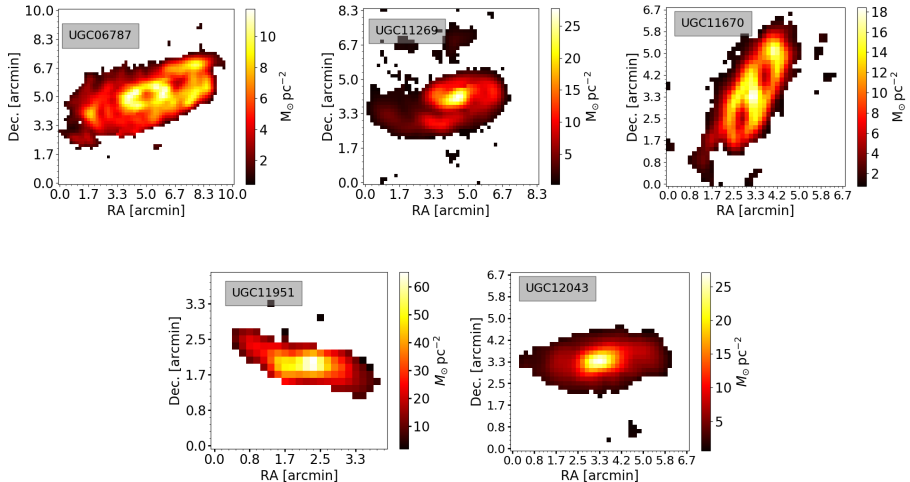 UGC06787
10.0
8.3
6.7
5.0
3.3
1.7
0.0
0.0 1.7 3.3 5.0 6.7 8.3 10.0
Dec. [arcmin]
RA [arcmin]
10
8
6
4
2
M⊙ pc⁻²
UGC11269
8.3
6.7
5.0
3.3
1.7
0.0
0.0 1.7 3.3 5.0 6.7 8.3
Dec. [arcmin]
RA [arcmin]
25
20
15
10
5
M⊙ pc⁻²
UGC11670
6.7
5.8
5.0
4.2
3.3
2.5
1.7
0.8
0.0
0.0 0.8 1.7 2.5 3.3 4.2 5.0 5.8 6.7
Dec. [arcmin]
RA [arcmin]
18
16
14
12
10
8
6
4
2
M⊙ pc⁻²
UGC11951
3.3
2.5
1.7
0.8
0.0
0.0 0.8 1.7 2.5 3.3
Dec. [arcmin]
RA [arcmin]
60
50
40
30
20
10
M⊙ pc⁻²
UGC12043
6.7
5.8
5.0
4.2
3.3
2.5
1.7
0.8
0.0
0.0 0.8 1.7 2.5 3.3 4.2 5.0 5.8 6.7
Dec. [arcmin]
RA [arcmin]
25
20
15
10
5
M⊙ pc⁻²